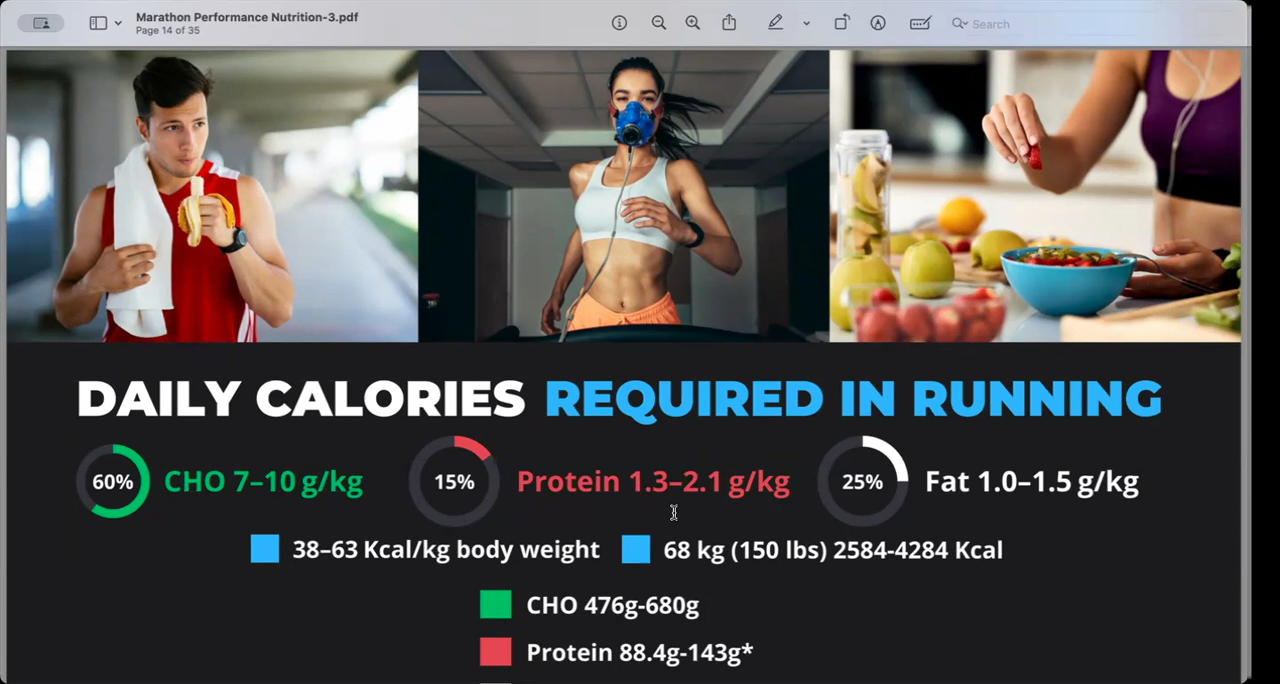 Marathon Performance Nutrition-3.pdf
Page 14 of 35
Search
DAILY CALORIES REQUIRED IN RUNNING
60% CHO 7–10 g/kg 15% Protein 1.3–2.1 g/kg 25% Fat 1.0–1.5 g/kg
38–63 Kcal/kg body weight 68 kg (150 lbs) 2584-4284 Kcal
CHO 476g-680g
Protein 88.4g-143g*